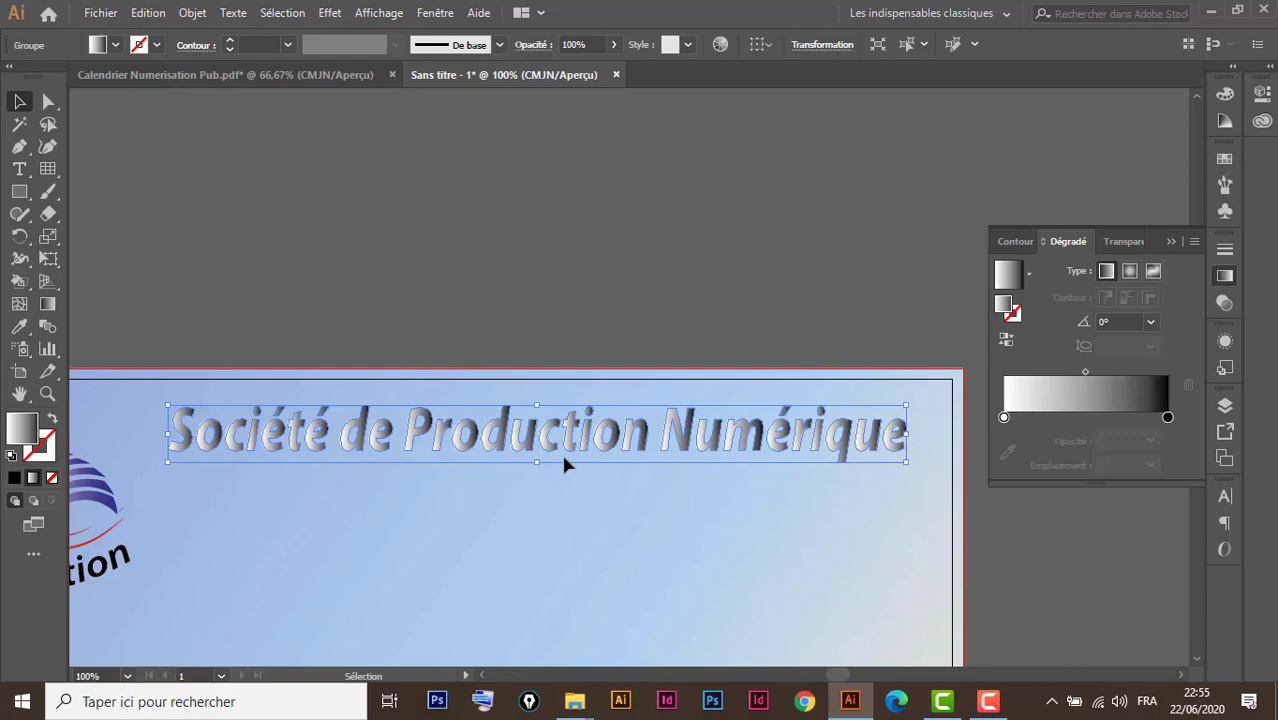 Ai Fichier Edition Objet Texte Sélection Effet Affichage Fenêtre Aide Les indispensables classiques Rechercher dans Adobe Stock
Groupe Contour : De base Opacité : 100% Style : Transformation
Calendrier Numerisation Pub.pdf* @ 66,67% (CMJN/Aperçu) × Sans titre - 1* @ 100% (CMJN/Aperçu) ×
Contour Dégradé Transpare
Type :
Contour :
0°
Opacité :
Emplacement :
Société de Production Numérique
tion
100% 1 Sélection
Taper ici pour rechercher
FRA
22:55
22/06/2020